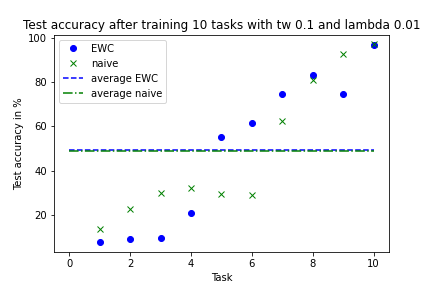 Test accuracy after training 10 tasks with tw 0.1 and lambda 0.01
100
80
60
40
20
Test accuracy in %
EWC
naive
average EWC
average naive
0
2
4
6
8
10
Task